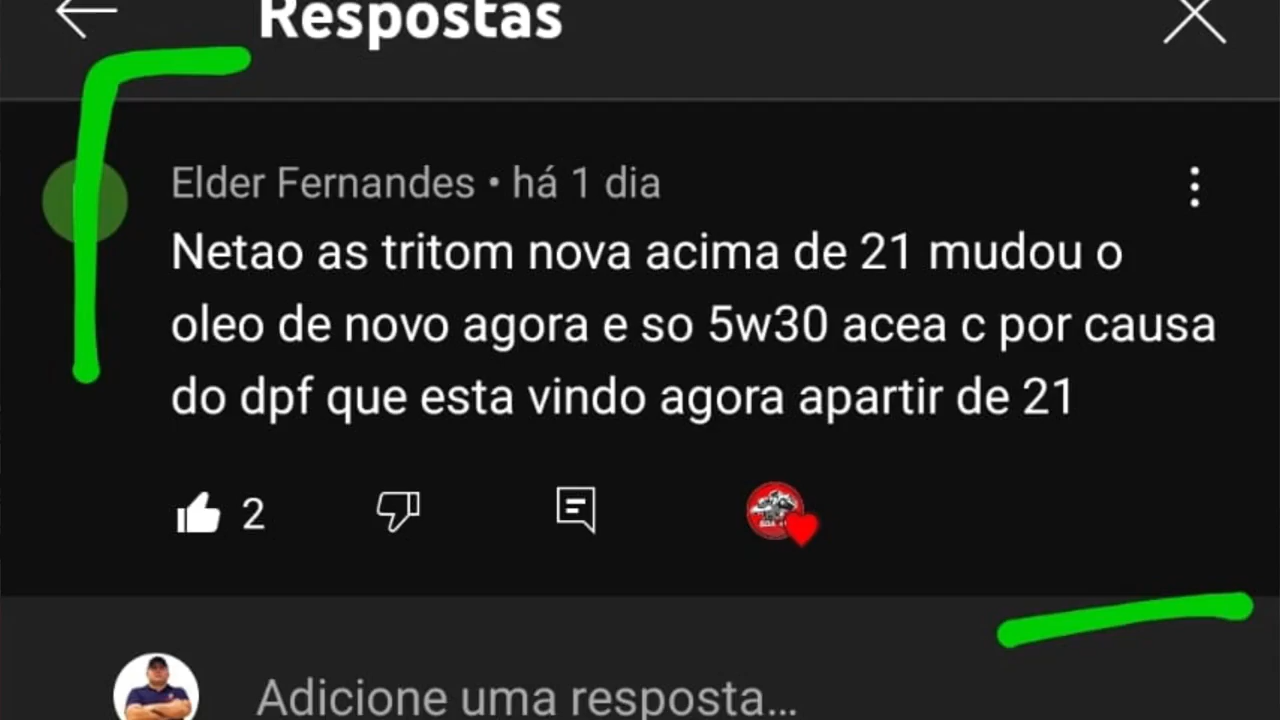 Respostas
Elder Fernandes • há 1 dia
Netao as tritom nova acima de 21 mudou o
oleo de novo agora e so 5w30 acea c por causa
do dpf que esta vindo agora apartir de 21
2
Adicione uma resposta...